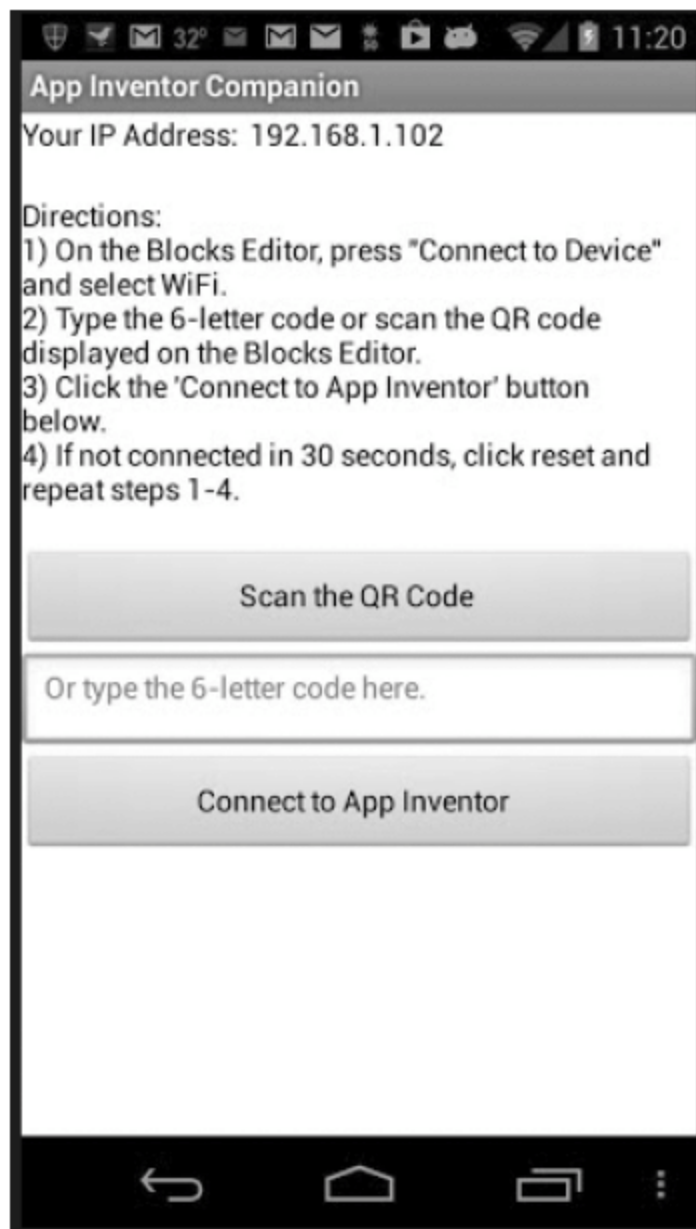 32° 50 11:20
App Inventor Companion
Your IP Address: 192.168.1.102
Directions:
1) On the Blocks Editor, press "Connect to Device"
and select WiFi.
2) Type the 6-letter code or scan the QR code
displayed on the Blocks Editor.
3) Click the 'Connect to App Inventor' button
below.
4) If not connected in 30 seconds, click reset and
repeat steps 1-4.
Scan the QR Code
Or type the 6-letter code here.
Connect to App Inventor